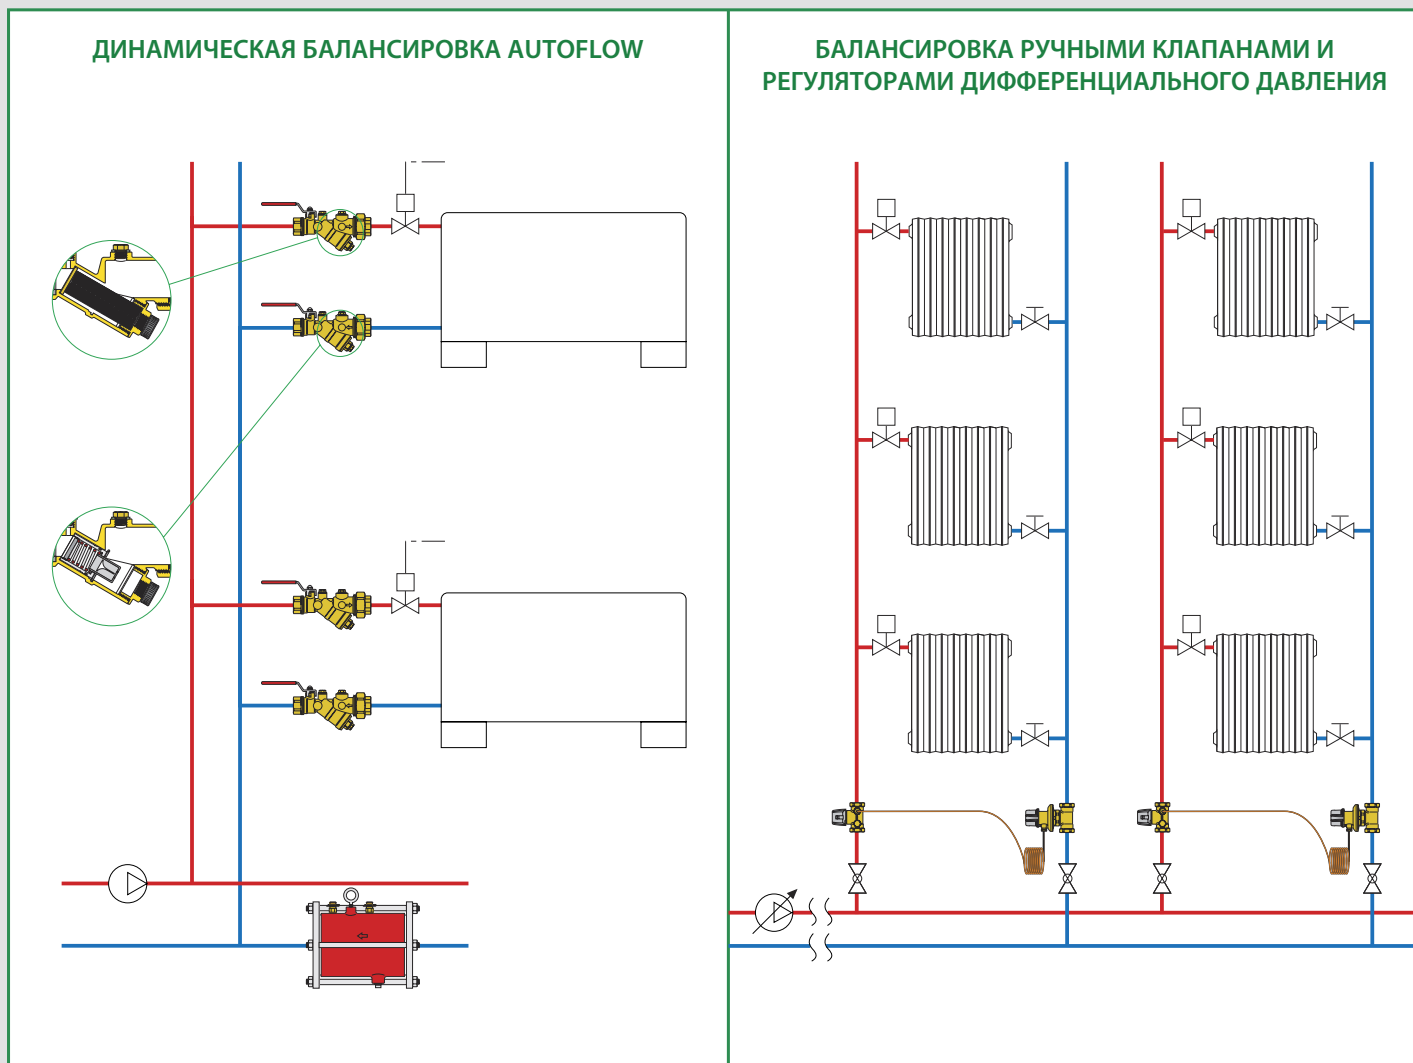 ДИНАМИЧЕСКАЯ БАЛАНСИРОВКА AUTOFLOW
БАЛАНСИРОВКА РУЧНЫМИ КЛАПАНАМИ И
РЕГУЛЯТОРАМИ ДИФФЕРЕНЦИАЛЬНОГО ДАВЛЕНИЯ